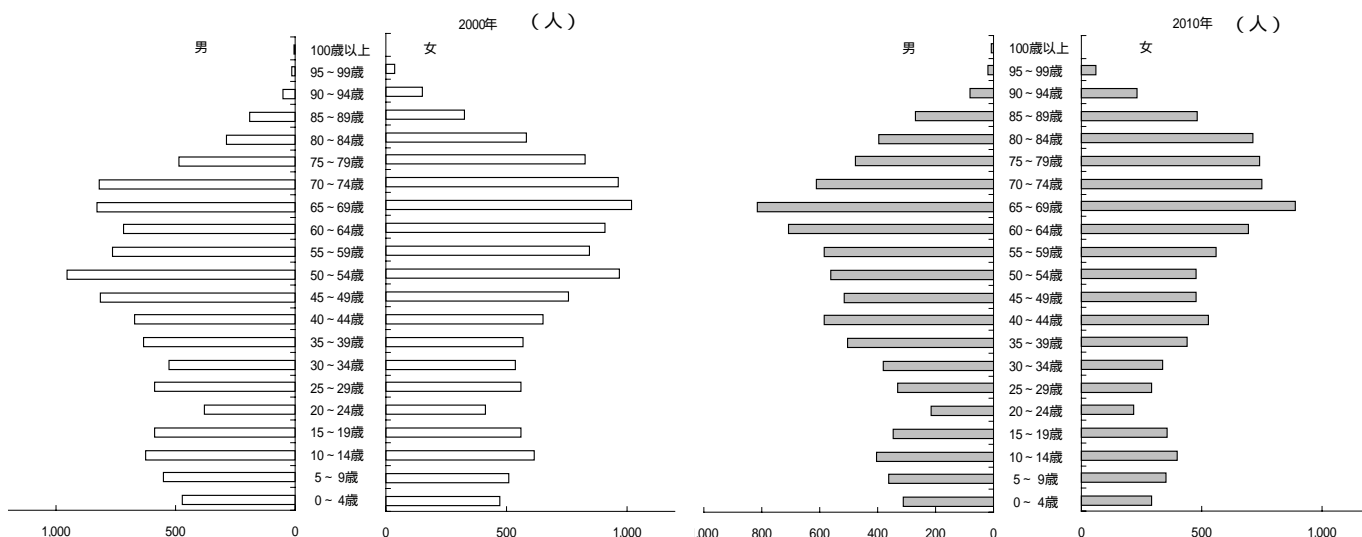 2000年 （人）
男 100歳以上 女
95～99歳
90～94歳
85～89歳
80～84歳
75～79歳
70～74歳
65～69歳
60～64歳
55～59歳
50～54歳
45～49歳
40～44歳
35～39歳
30～34歳
25～29歳
20～24歳
15～19歳
10～14歳
5～ 9歳
0～ 4歳
1,000 500 0 0 500 1,000
2010年 （人）
男 100歳以上 女
95～99歳
90～94歳
85～89歳
80～84歳
75～79歳
70～74歳
65～69歳
60～64歳
55～59歳
50～54歳
45～49歳
40～44歳
35～39歳
30～34歳
25～29歳
20～24歳
15～19歳
10～14歳
5～ 9歳
0～ 4歳
1,000 800 600 400 200 0 0 500 1,000